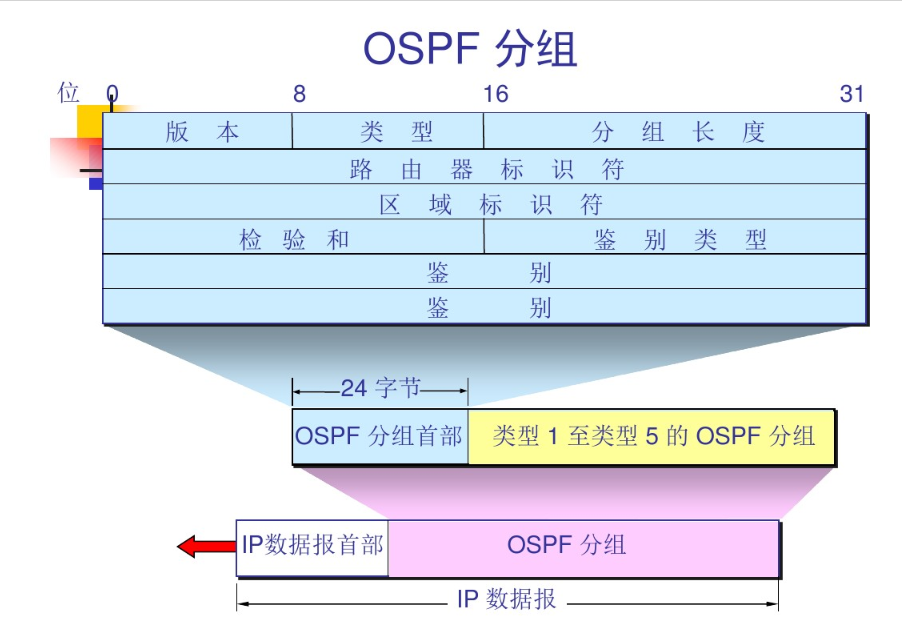 OSPF 分组
位 0 8 16 31
版 本 类 型 分 组 长 度
路 由 器 标 识 符
区 域 标 识 符
检 验 和 鉴 别 类 型
鉴 别
鉴 别
24 字节
OSPF 分组首部 类型 1 至类型 5 的 OSPF 分组
IP数据报首部 OSPF 分组
IP 数据报